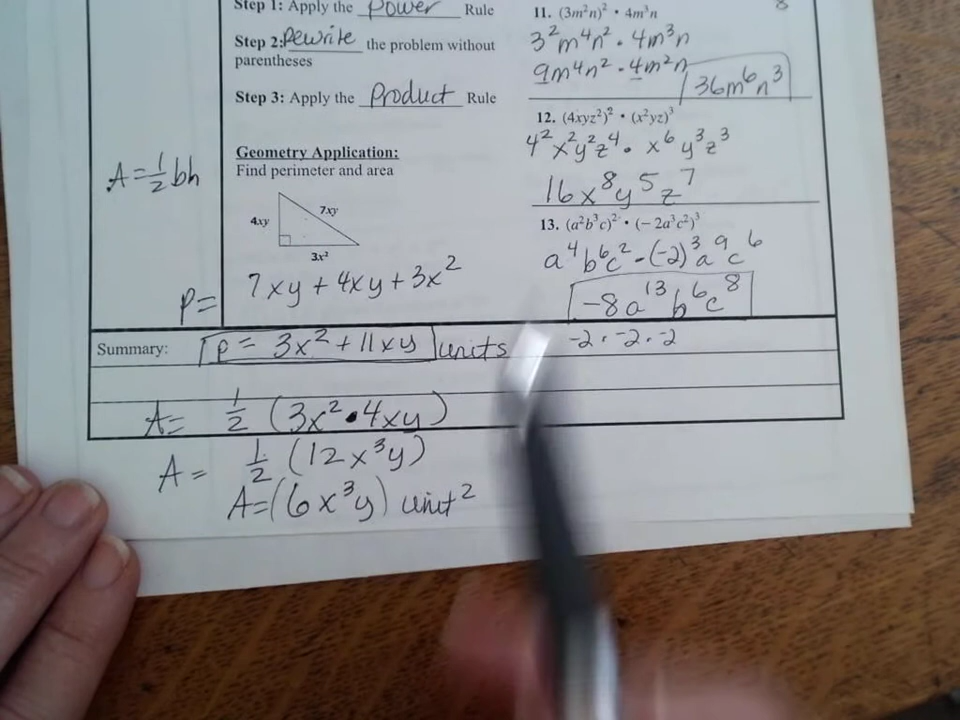 Step 1: Apply the Power Rule
Step 2: Rewrite the problem without
parentheses
Step 3: Apply the Product Rule
A = 1/2 bh
Geometry Application:
Find perimeter and area
4xy
7xy
3x²
P = 7xy + 4xy + 3x²
8
11. (3m²n)² • 4m³n
3²m⁴n² · 4m³n
9m⁴n² · 4m²n
36m⁶n³
12. (4xyz²)² • (x²yz)³
4²x²y²z⁴ · x⁶y³z³
16x⁸y⁵z⁷
13. (a²b³c)² • (− 2a³c²)³
a⁴b⁶c² · (-2)³a⁹c⁶
-8a¹³b⁶c⁸
-2 · -2 · -2
Summary: P = 3x² + 11xy units
A = 1/2 (3x² • 4xy)
A = 1/2 (12x³y)
A = (6x³y) unit²